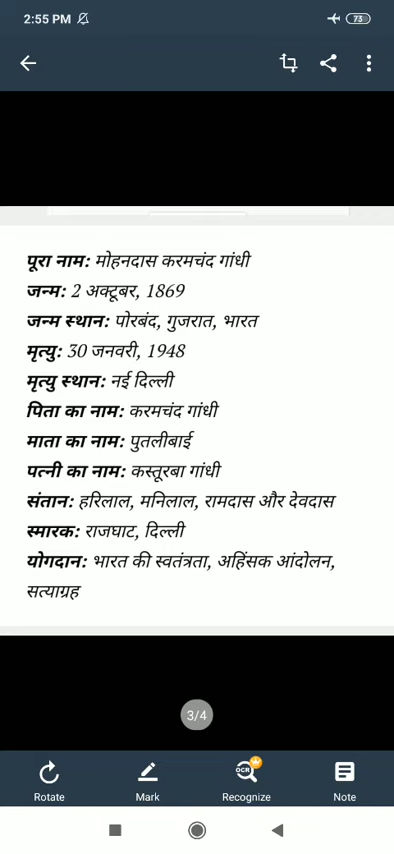 2:55 PM
73
पूरा नाम: मोहनदास करमचंद गांधी
जन्म: 2 अक्टूबर, 1869
जन्म स्थान: पोरबंद, गुजरात, भारत
मृत्यु: 30 जनवरी, 1948
मृत्यु स्थान: नई दिल्ली
पिता का नाम: करमचंद गांधी
माता का नाम: पुतलीबाई
पत्नी का नाम: कस्तूरबा गांधी
संतान: हरिलाल, मनिलाल, रामदास और देवदास
स्मारक: राजघाट, दिल्ली
योगदान: भारत की स्वतंत्रता, अहिंसक आंदोलन,
सत्याग्रह
3/4
OCR
Rotate Mark Recognize Note